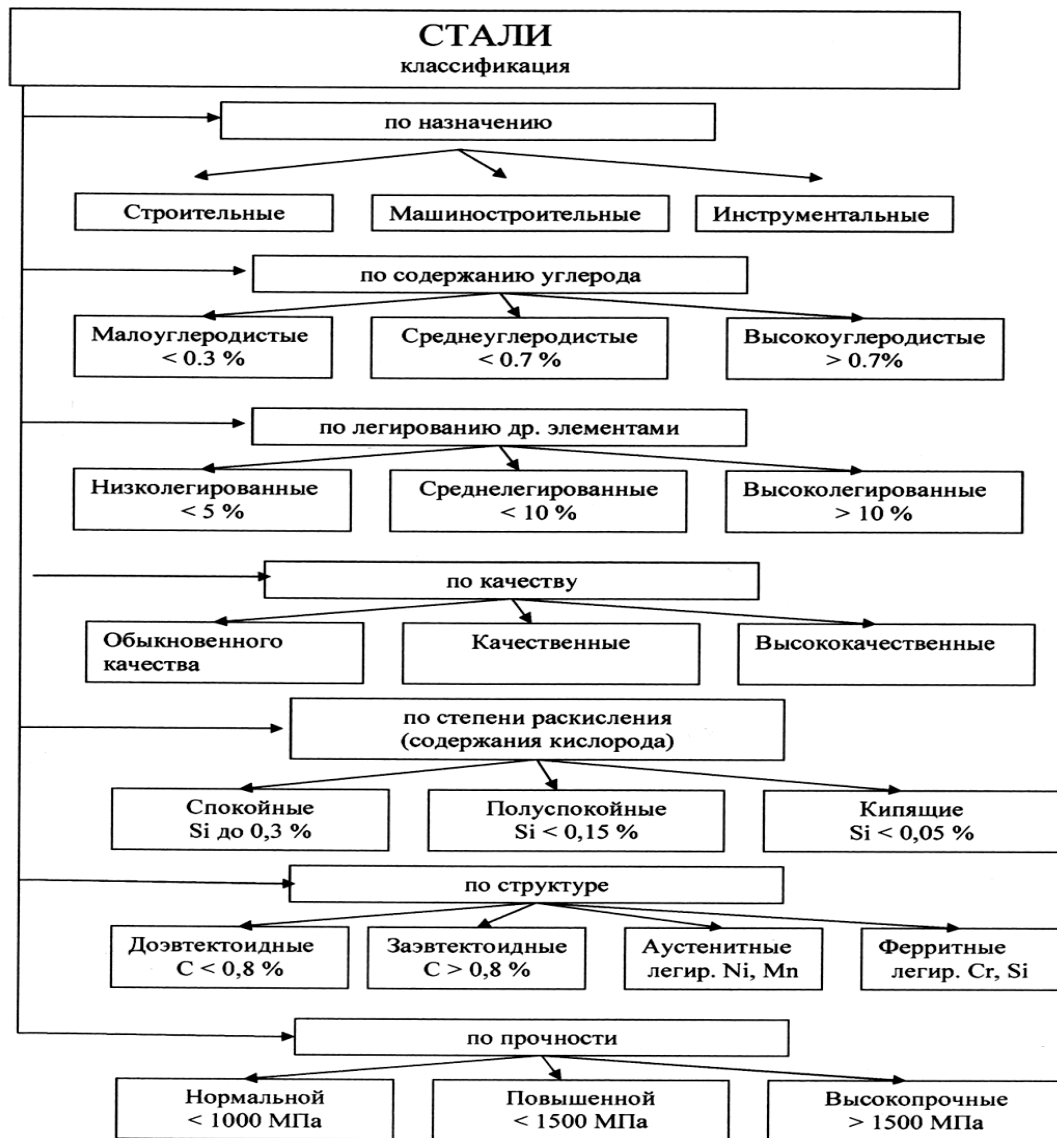 СТАЛИ
классификация
по назначению
Строительные
Машиностроительные
Инструментальные
по содержанию углерода
Малоуглеродистые
< 0.3 %
Среднеуглеродистые
< 0.7 %
Высокоуглеродистые
> 0.7%
по легированию др. элементами
Низколегированные
< 5 %
Среднелегированные
< 10 %
Высоколегированные
> 10 %
по качеству
Обыкновенного
качества
Качественные
Высококачественные
по степени раскисления
(содержания кислорода)
Спокойные
Si до 0,3 %
Полуспокойные
Si < 0,15 %
Кипящие
Si < 0,05 %
по структуре
Доэвтектоидные
C < 0,8 %
Заэвтектоидные
C > 0,8 %
Аустенитные
легир. Ni, Mn
Ферритные
легир. Cr, Si
по прочности
Нормальной
< 1000 МПа
Повышенной
< 1500 МПа
Высокопрочные
> 1500 МПа